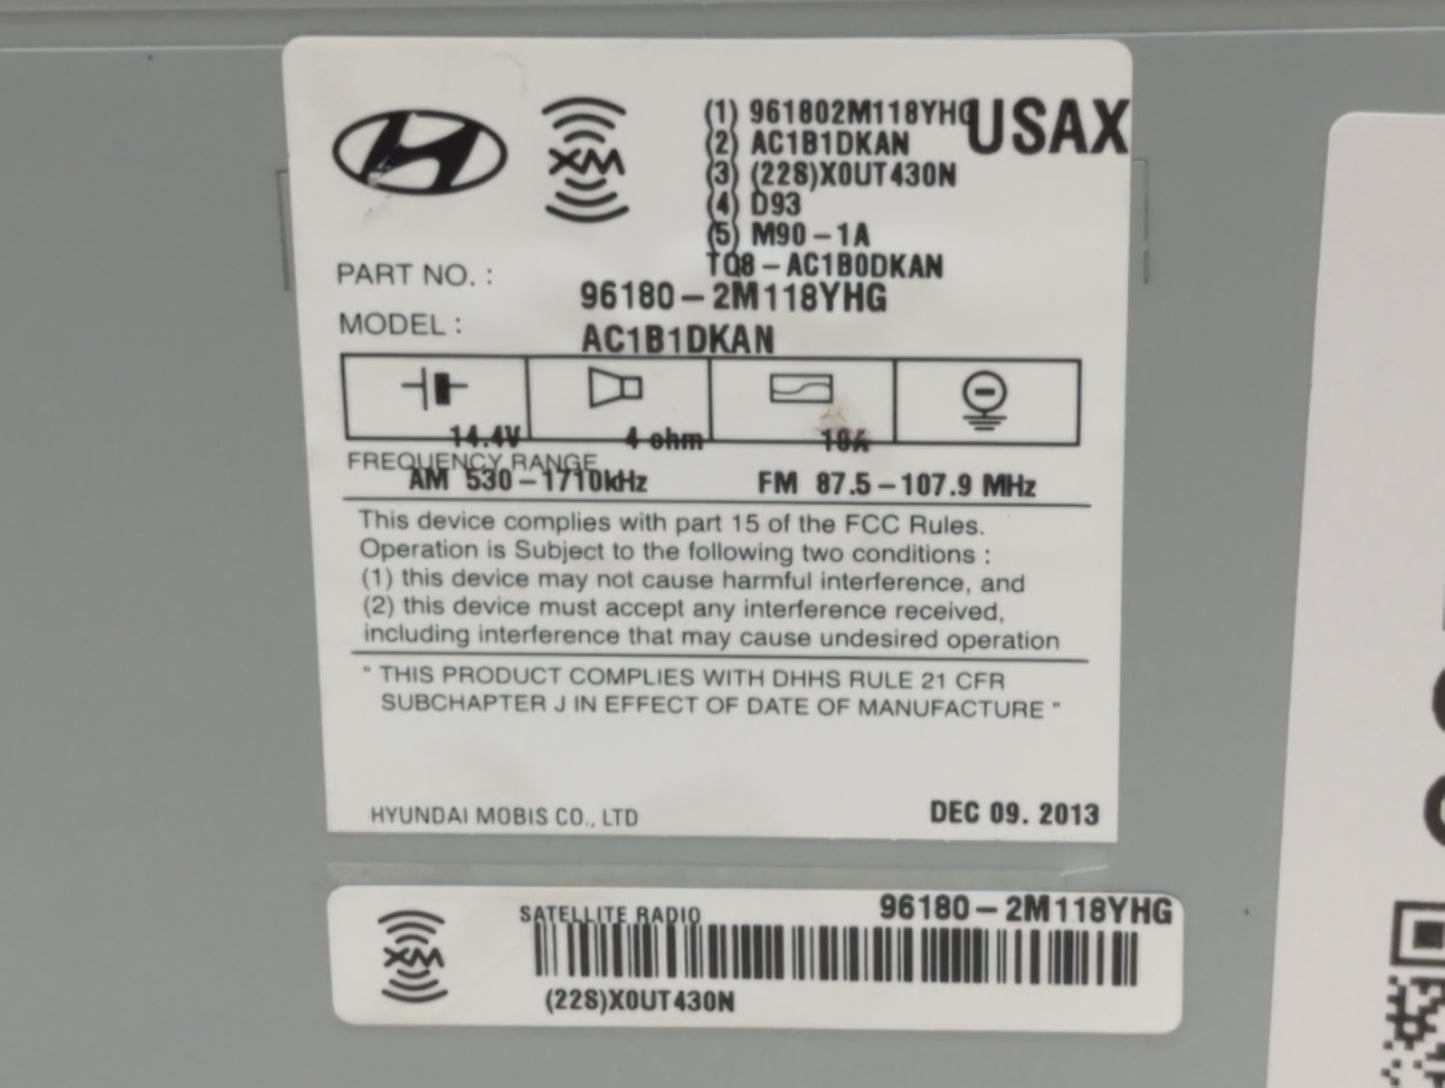 XM
(1) 961802M118YHG USAX
(2) AC1B1DKAN
(3) (22S)X0UT430N
(4) D93
(5) M90-1A
TQ8-AC1B0DKAN
PART NO. : 96180-2M118YHG
MODEL : AC1B1DKAN
14.4V 4 ohm 10A
FREQUENCY RANGE
AM 530-1710kHz FM 87.5-107.9 MHz
This device complies with part 15 of the FCC Rules.
Operation is Subject to the following two conditions :
(1) this device may not cause harmful interference, and
(2) this device must accept any interference received,
including interference that may cause undesired operation
" THIS PRODUCT COMPLIES WITH DHHS RULE 21 CFR
SUBCHAPTER J IN EFFECT OF DATE OF MANUFACTURE "
HYUNDAI MOBIS CO., LTD DEC 09. 2013
XM
SATELLITE RADIO 96180-2M118YHG
(22S)X0UT430N